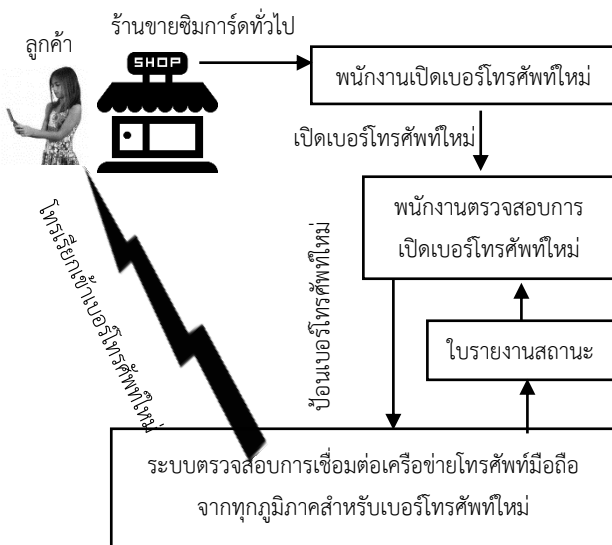 ร้านขายซิมการ์ดทั่วไป
ลูกค้า
SHOP
พนักงานเปิดเบอร์โทรศัพท์ใหม่
เปิดเบอร์โทรศัพท์ใหม่
พนักงานตรวจสอบการ
เปิดเบอร์โทรศัพท์ใหม่
โทรเรียกเข้าเบอร์โทรศัพท์ใหม่
ป้อนเบอร์โทรศัพท์ใหม่
ใบรายงานสถานะ
ระบบตรวจสอบการเชื่อมต่อเครือข่ายโทรศัพท์มือถือ
จากทุกภูมิภาคสำหรับเบอร์โทรศัพท์ใหม่